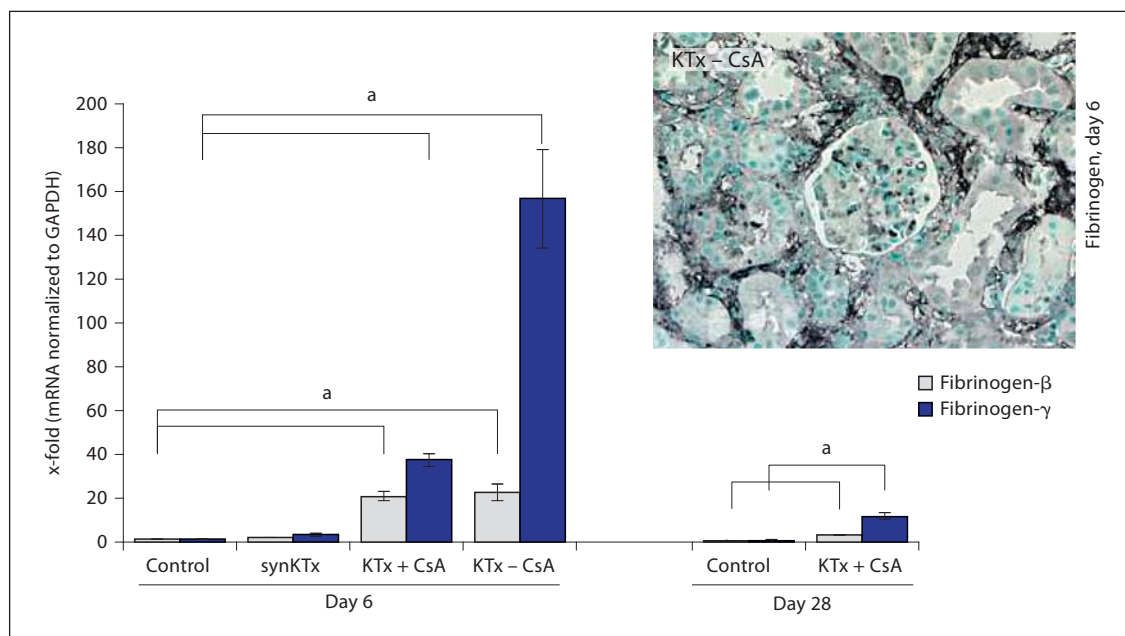 KTx – CsA
Fibrinogen, day 6
x-fold (mRNA normalized to GAPDH)
200
180
160
140
120
100
80
60
40
20
0
a
a
a
Fibrinogen-β
Fibrinogen-γ
Control synKTx KTx + CsA KTx – CsA Control KTx + CsA
Day 6 Day 28